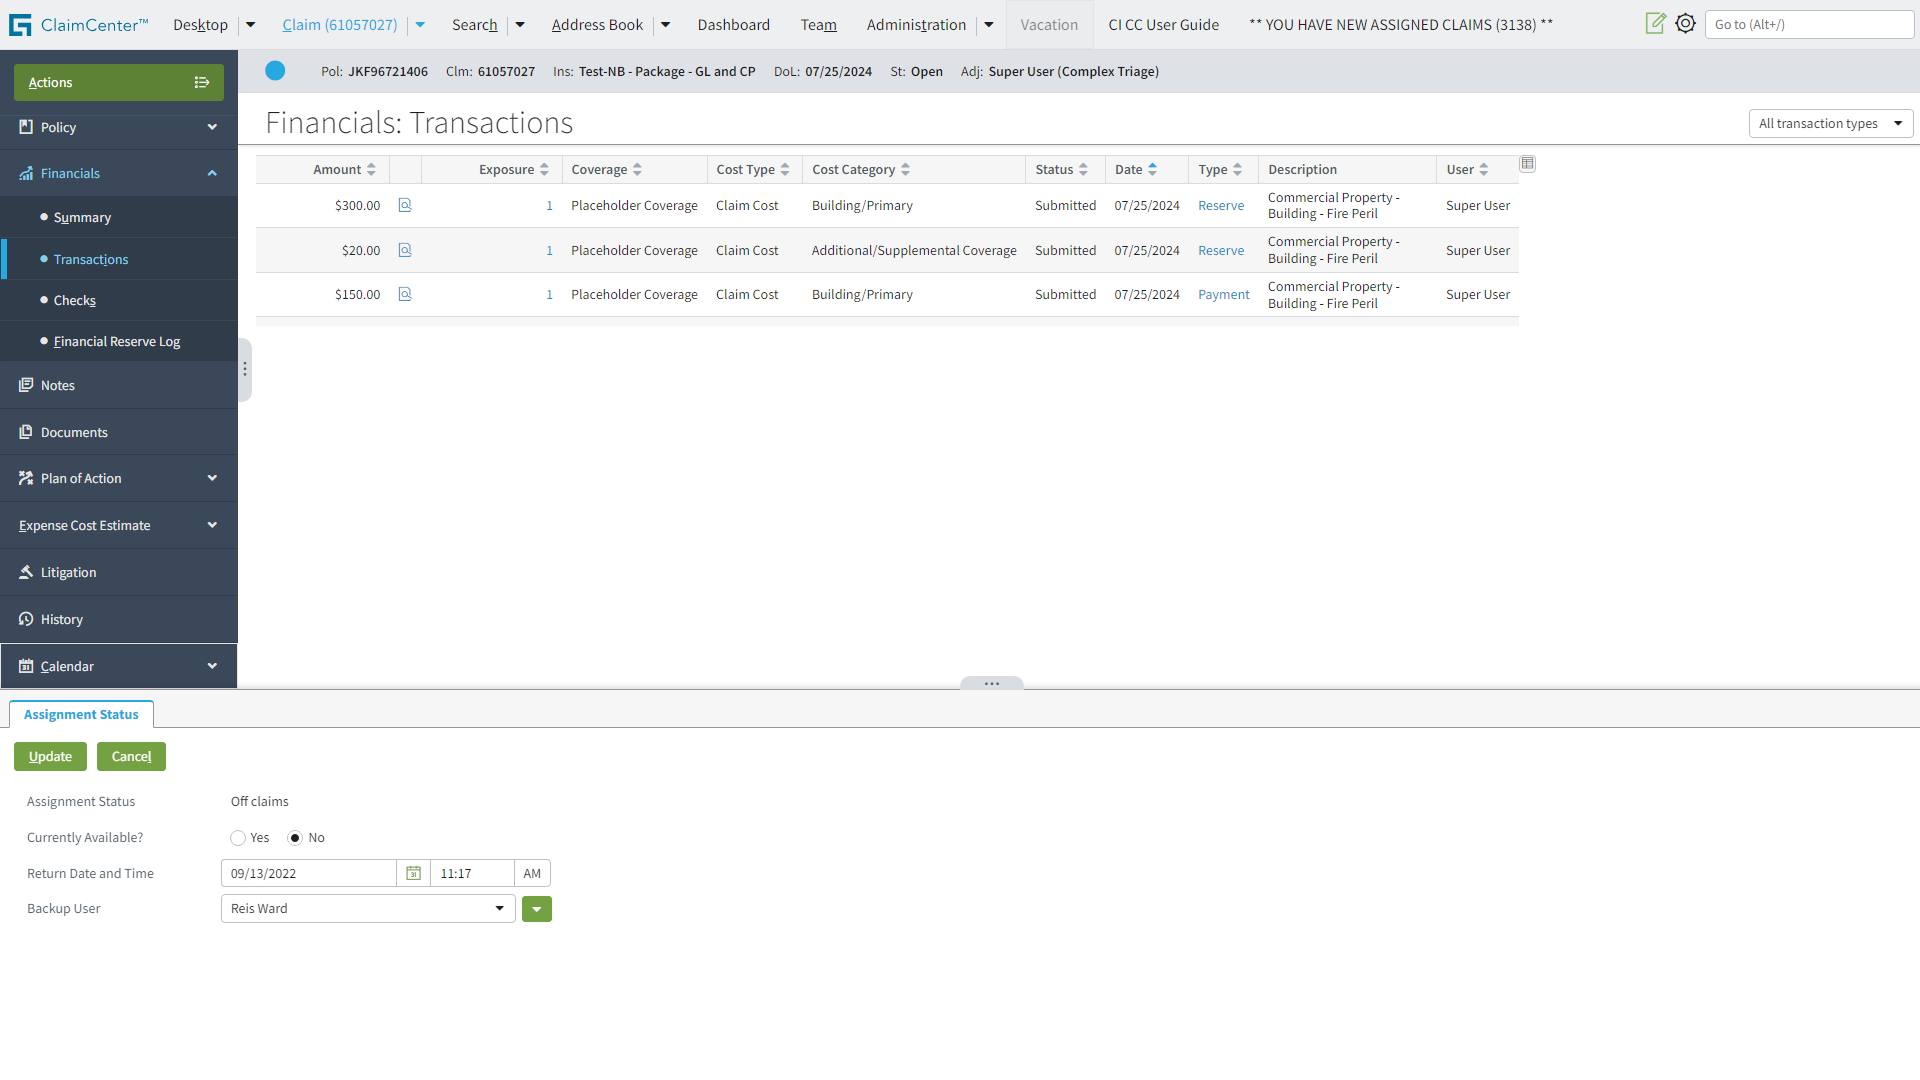 ClaimCenter™ Desktop Claim (61057027) Search Address Book Dashboard Team Administration Vacation CI CC User Guide ** YOU HAVE NEW ASSIGNED CLAIMS (3138) ** Go to (Alt+/)
Actions
Pol: JKF96721406 Clm: 61057027 Ins: Test-NB - Package - GL and CP DoL: 07/25/2024 St: Open Adj: Super User (Complex Triage)
Policy
Financials
Summary
Transactions
Checks
Financial Reserve Log
Notes
Documents
Plan of Action
Expense Cost Estimate
Litigation
History
Calendar
Financials: Transactions
All transaction types
Amount Exposure Coverage Cost Type Cost Category Status Date Type Description User
$300.00 1 Placeholder Coverage Claim Cost Building/Primary Submitted 07/25/2024 Reserve Commercial Property - Building - Fire Peril Super User
$20.00 1 Placeholder Coverage Claim Cost Additional/Supplemental Coverage Submitted 07/25/2024 Reserve Commercial Property - Building - Fire Peril Super User
$150.00 1 Placeholder Coverage Claim Cost Building/Primary Submitted 07/25/2024 Payment Commercial Property - Building - Fire Peril Super User
Assignment Status
Update Cancel
Assignment Status Off claims
Currently Available? Yes No
Return Date and Time 09/13/2022 31 11:17 AM
Backup User Reis Ward